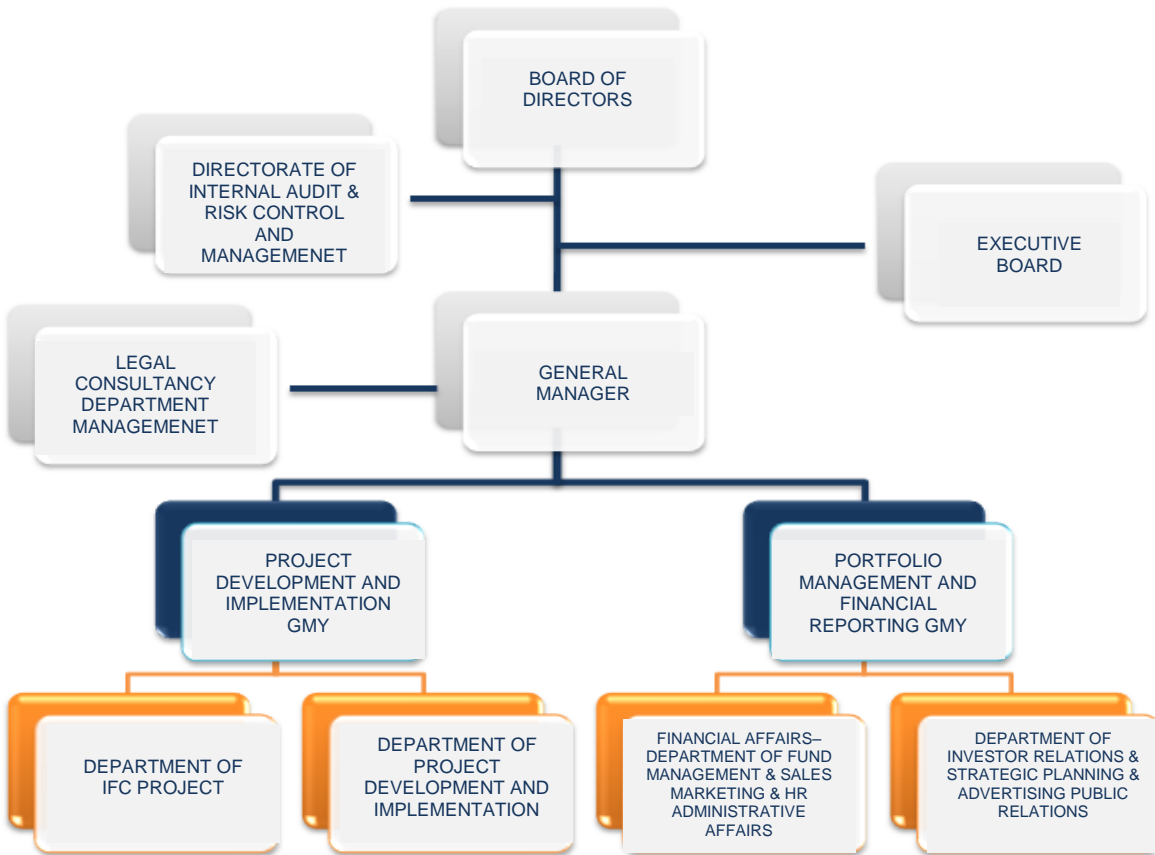 BOARD OF
DIRECTORS
DIRECTORATE OF
INTERNAL AUDIT &
RISK CONTROL
AND
MANAGEMENET
EXECUTIVE
BOARD
LEGAL
CONSULTANCY
DEPARTMENT
MANAGEMENET
GENERAL
MANAGER
PROJECT
DEVELOPMENT AND
IMPLEMENTATION
GMY
PORTFOLIO
MANAGEMENT AND
FINANCIAL
REPORTING GMY
DEPARTMENT OF
IFC PROJECT
DEPARTMENT OF
PROJECT
DEVELOPMENT AND
IMPLEMENTATION
FINANCIAL AFFAIRS–
DEPARTMENT OF FUND
MANAGEMENT & SALES
MARKETING & HR
ADMINISTRATIVE
AFFAIRS
DEPARTMENT OF
INVESTOR RELATIONS &
STRATEGIC PLANNING &
ADVERTISING PUBLIC
RELATIONS